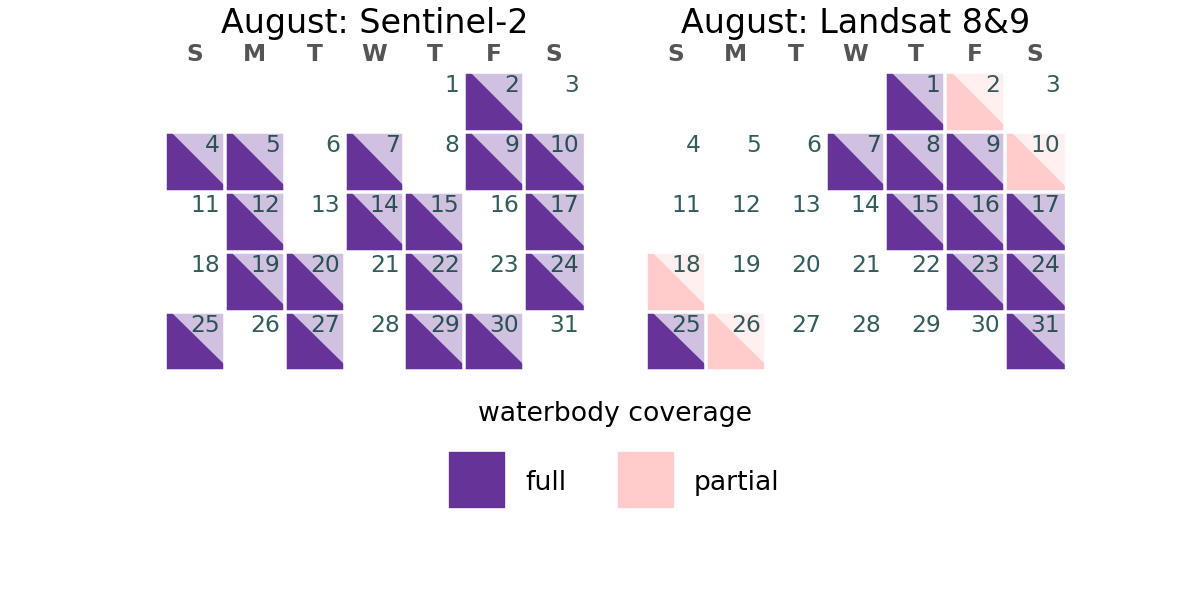 August: Sentinel-2
S M T W T F S
1 2 3
4 5 6 7 8 9 10
11 12 13 14 15 16 17
18 19 20 21 22 23 24
25 26 27 28 29 30 31
August: Landsat 8&9
S M T W T F S
1 2 3
4 5 6 7 8 9 10
11 12 13 14 15 16 17
18 19 20 21 22 23 24
25 26 27 28 29 30 31
waterbody coverage
full
partial